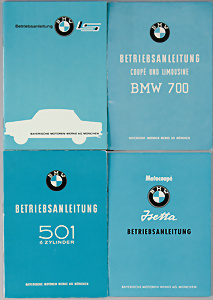 BMW
Betriebsanleitung LS
BAYERISCHE MOTOREN WERKE AG MÜNCHEN
BMW
BETRIEBSANLEITUNG
COUPÉ UND LIMOUSINE
BMW 700
BAYERISCHE MOTOREN WERKE AG MÜNCHEN
BMW
BETRIEBSANLEITUNG
501
6 ZYLINDER
BAYERISCHE MOTOREN WERKE AG MÜNCHEN
BMW
Motocoupé
Isetta
BETRIEBSANLEITUNG
BAYERISCHE MOTOREN WERKE AG MÜNCHEN